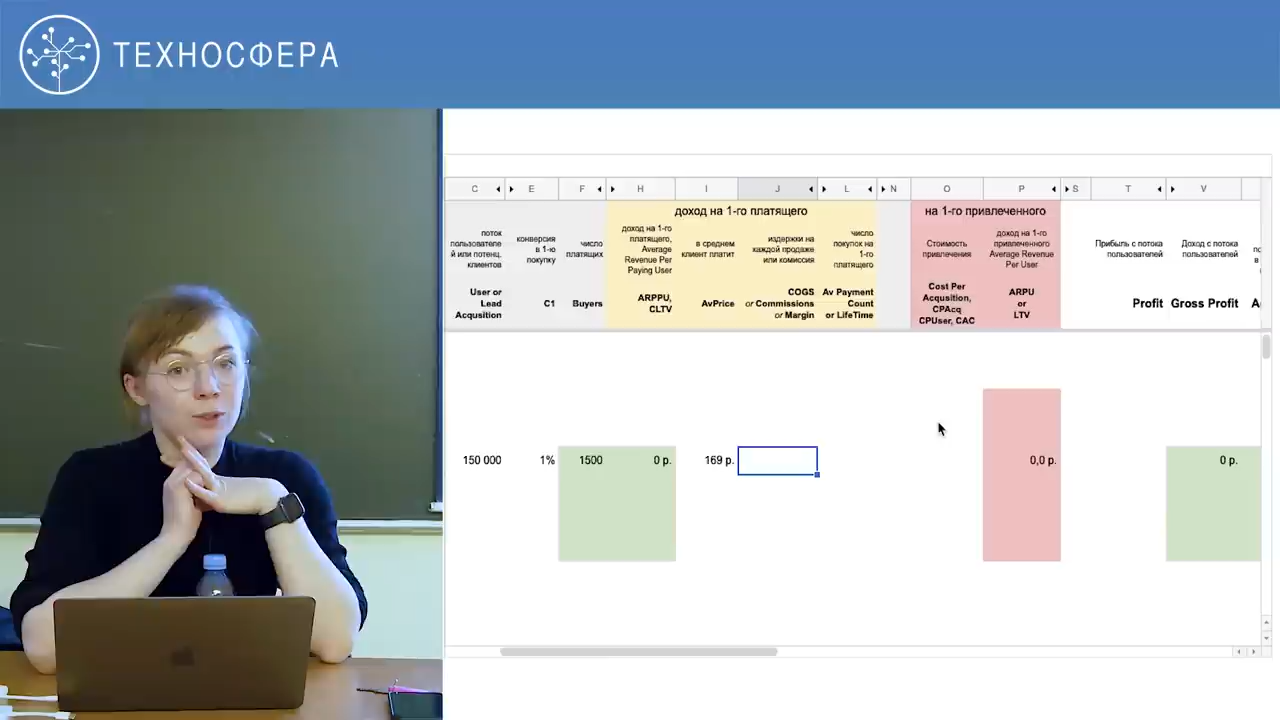 ТЕХНОСФЕРА
C E F H I J L N O P S T V
доход на 1-го платящего
на 1-го привлеченного
поток
пользователе
й или потенц.
клиентов
конверсия
в 1-ю
покупку
число
платящих
доход на 1-го
платящего,
Average
Revenue Per
Paying User
в среднем
клиент платит
издержки на
каждой продаже
или комиссия
число
покупок на
1-го
платящего
Стоимость
привлечения
доход на 1-го
привлеченного
Average Revenue
Per User
Прибыль с потока
пользователей
Доход с потока
пользователей
User or
Lead
Acqusition
C1
Buyers
ARPPU,
CLTV
AvPrice
COGS
or Commissions
or Margin
Av Payment
Count
or LifeTime
Cost Per
Acqusition,
CPAcq
CPUser, CAC
ARPU
or
LTV
Profit
Gross Profit
150 000
1%
1500
0 р.
169 р.
0,0 р.
0 р.